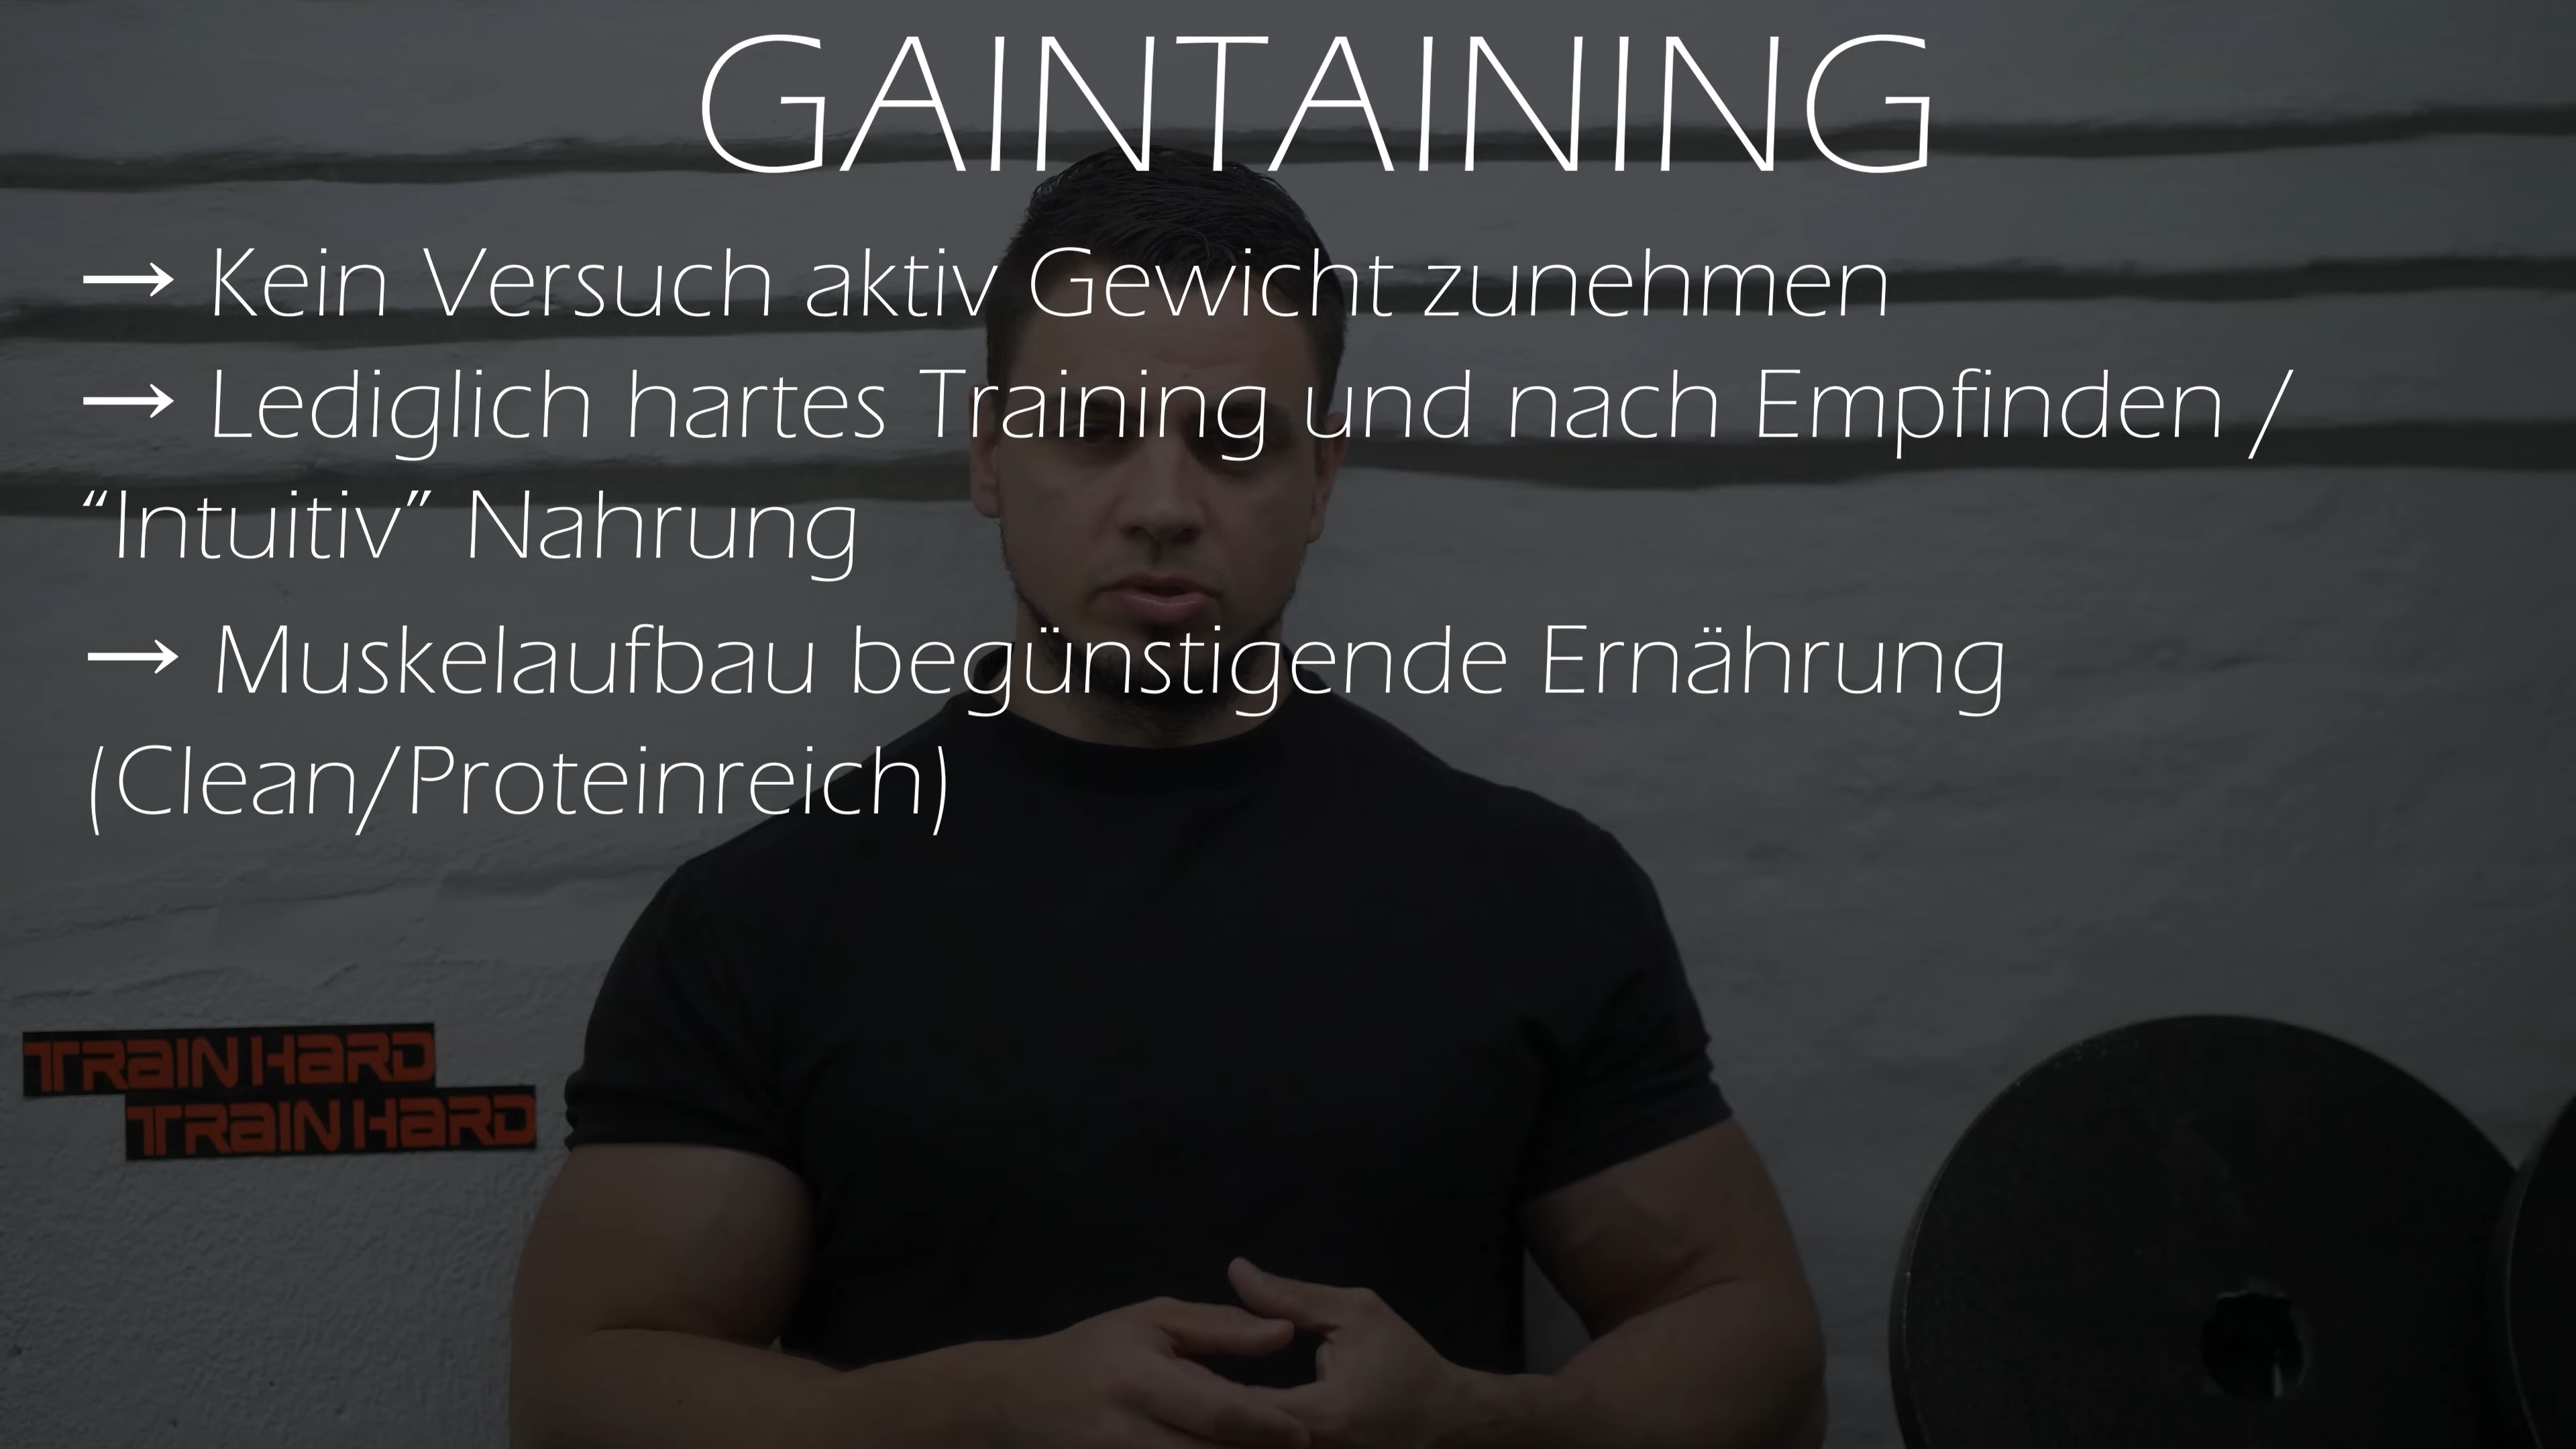 GAINTAINING
→ Kein Versuch aktiv Gewicht zunehmen
→ Lediglich hartes Training und nach Empfinden /
“Intuitiv” Nahrung
→ Muskelaufbau begünstigende Ernährung
(Clean/Proteinreich)
TRAIN HARD
TRAIN HARD